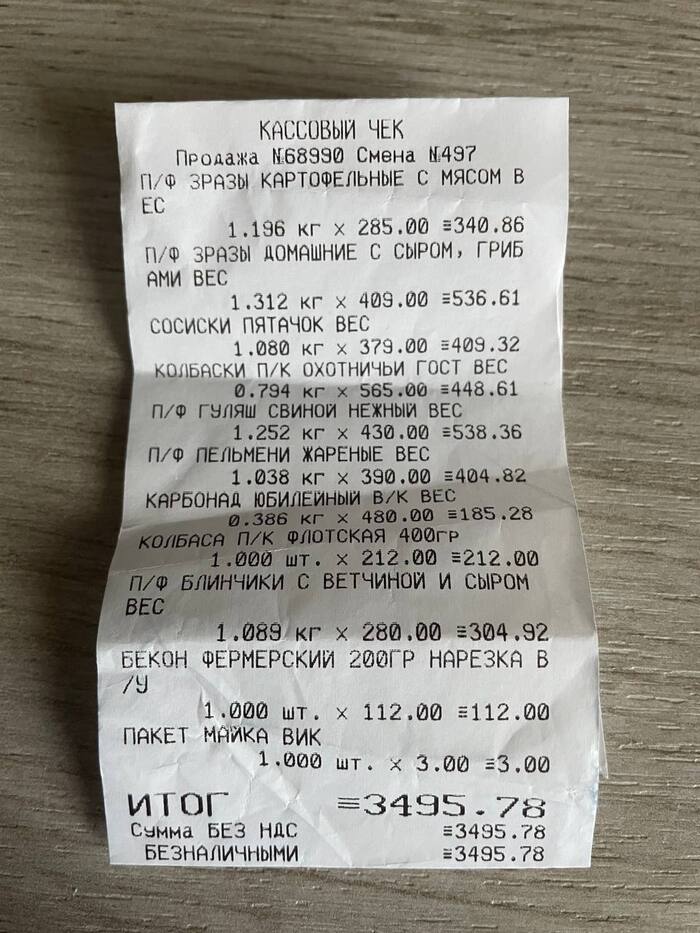 КАССОВЫЙ ЧЕК
Продажа №68990 Смена №497
П/Ф ЗРАЗЫ КАРТОФЕЛЬНЫЕ С МЯСОМ В
ЕС
1.196 кг х 285.00 ≡340.86
П/Ф ЗРАЗЫ ДОМАШНИЕ С СЫРОМ, ГРИБ
АМИ ВЕС
1.312 кг х 409.00 ≡536.61
СОСИСКИ ПЯТАЧОК ВЕС
1.080 кг х 379.00 ≡409.32
КОЛБАСКИ П/К ОХОТНИЧЬИ ГОСТ ВЕС
0.794 кг х 565.00 ≡448.61
П/Ф ГУЛЯШ СВИНОЙ НЕЖНЫЙ ВЕС
1.252 кг х 430.00 ≡538.36
П/Ф ПЕЛЬМЕНИ ЖАРЕНЫЕ ВЕС
1.038 кг х 390.00 ≡404.82
КАРБОНАД ЮБИЛЕЙНЫЙ В/К ВЕС
0.386 кг х 480.00 ≡185.28
КОЛБАСА П/К ФЛОТСКАЯ 400ГР
1.000 шт. х 212.00 ≡212.00
П/Ф БЛИНЧИКИ С ВЕТЧИНОЙ И СЫРОМ
ВЕС
1.089 кг х 280.00 ≡304.92
БЕКОН ФЕРМЕРСКИЙ 200ГР НАРЕЗКА В
/У
1.000 шт. х 112.00 ≡112.00
ПАКЕТ МАЙКА ВИК
1.000 шт. х 3.00 ≡3.00
ИТОГ ≡3495.78
Сумма БЕЗ НДС ≡3495.78
БЕЗНАЛИЧНЫМИ ≡3495.78